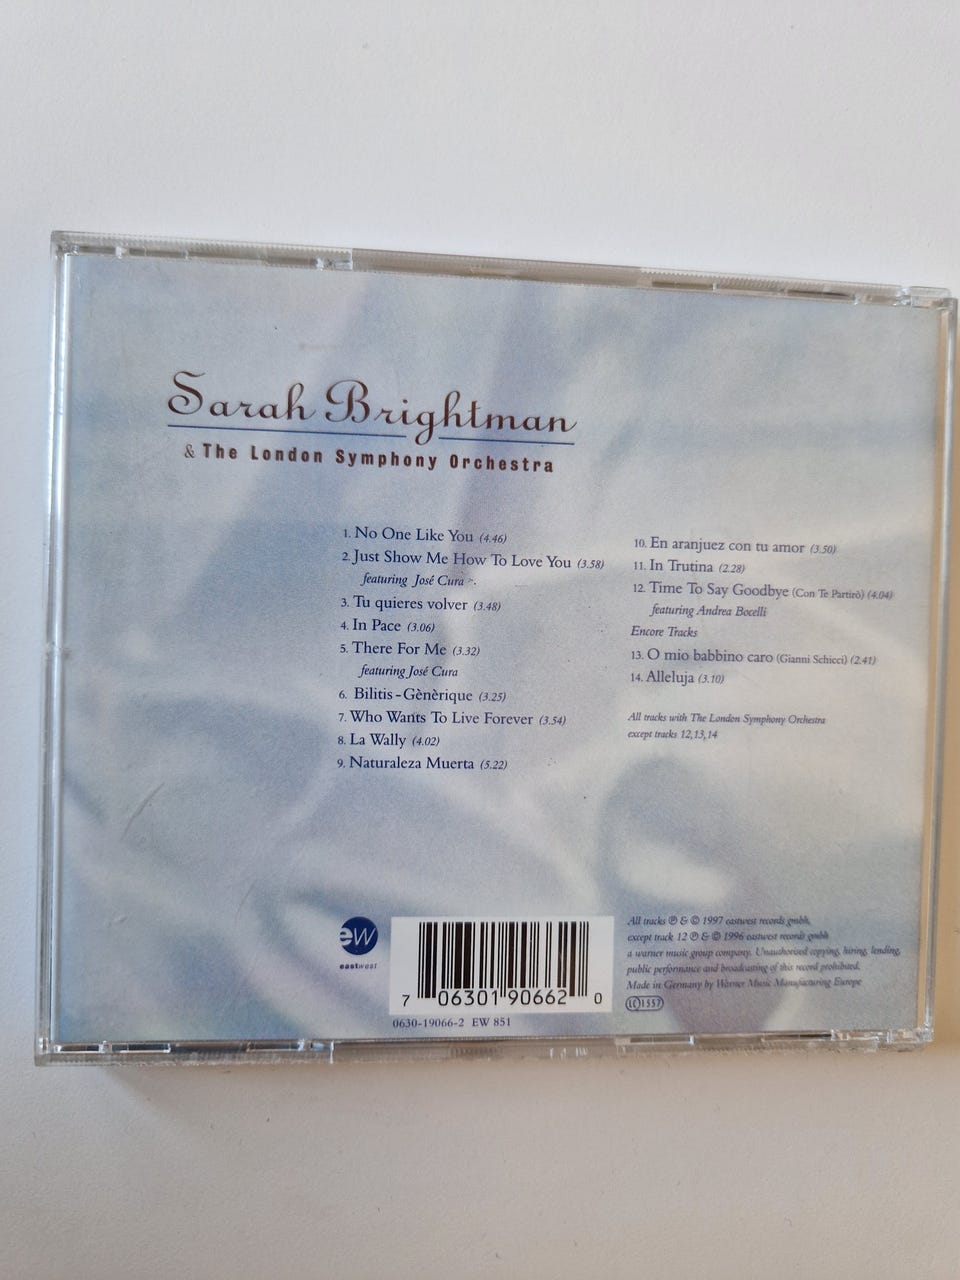 Sarah Brightman
& The London Symphony Orchestra
1. No One Like You (4.46)
2. Just Show Me How To Love You (3.58)
featuring José Cura
3. Tu quieres volver (3.48)
4. In Pace (3.06)
5. There For Me (3.32)
featuring José Cura
6. Bilitis - Gènèrique (3.25)
7. Who Wants To Live Forever (3.54)
8. La Wally (4.02)
9. Naturaleza Muerta (5.22)
10. En aranjuez con tu amor (3.50)
11. In Trutina (2.28)
12. Time To Say Goodbye (Con Te Partirò) (4.04)
featuring Andrea Bocelli
Encore Tracks
13. O mio babbino caro (Gianni Schicci) (2.41)
14. Alleluja (3.10)
All tracks with The London Symphony Orchestra
except tracks 12,13,14
ew
eastwest
7 06301 90662 0
0630-19066-2 EW 851
All tracks ℗ & © 1997 eastwest records gmbh,
except track 12 ℗ & © 1996 eastwest records gmbh
a warner music group company. Unauthorised copying, hiring, lending,
public performance and broadcasting of this record prohibited.
Made in Germany by Warner Music Manufacturing Europe
LC 1557